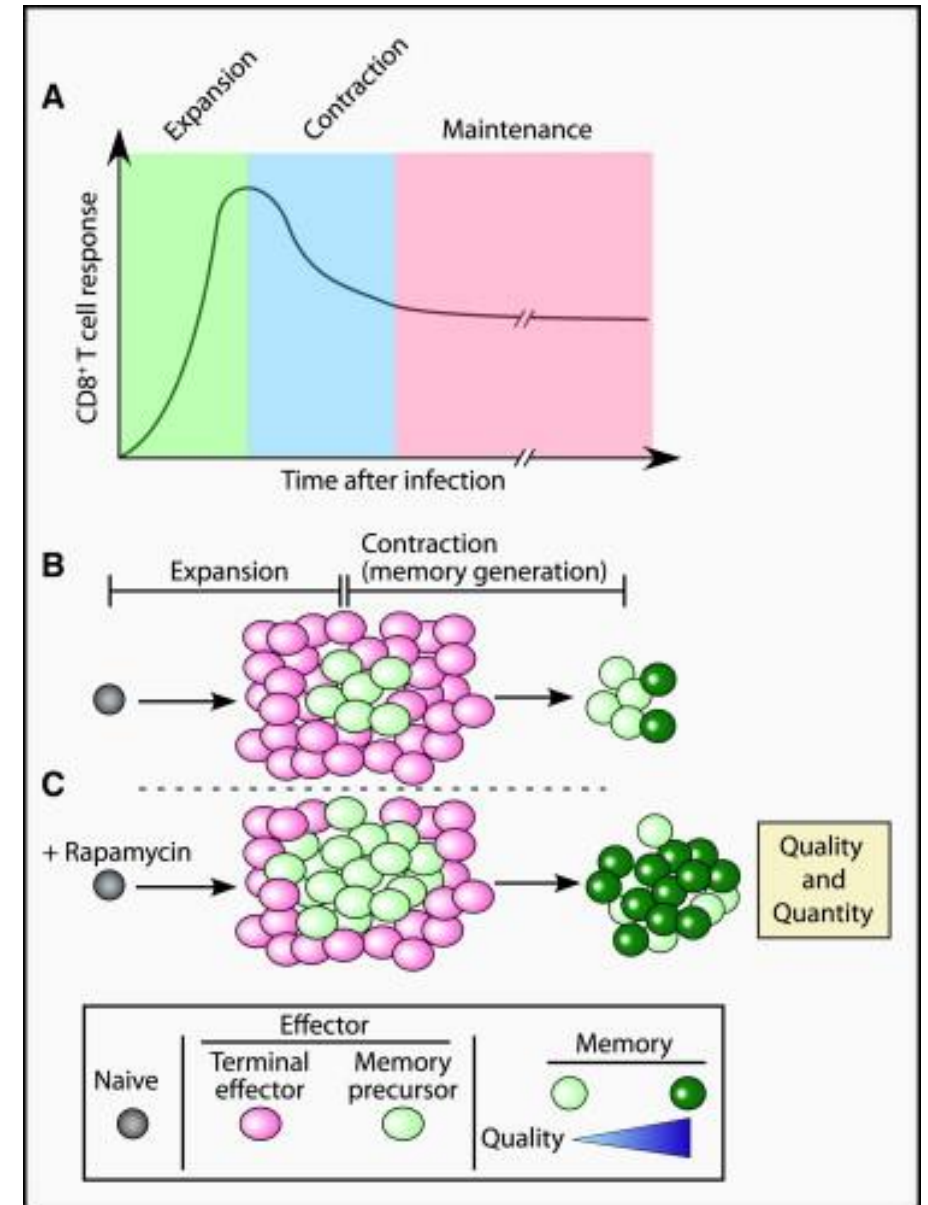 A
Expansion
Contraction
Maintenance
CD8⁺ T cell response
Time after infection
B
Expansion
Contraction
(memory generation)
C
+ Rapamycin
Quality
and
Quantity
Effector
Memory
Naive
Terminal
effector
Memory
precursor
Quality